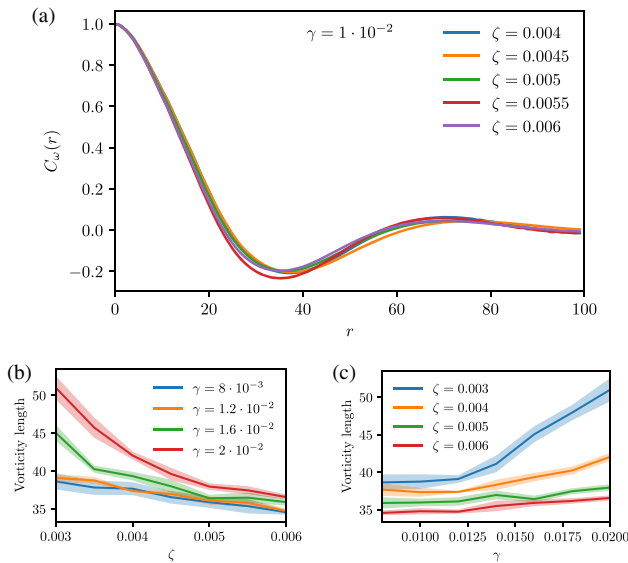 (a)
γ = 1 · 10⁻²
ζ = 0.004
ζ = 0.0045
ζ = 0.005
ζ = 0.0055
ζ = 0.006
1.0
0.8
0.6
0.4
0.2
0.0
−0.2
C_ω(r)
0 20 40 60 80 100
r
(b)
γ = 8 · 10⁻³
γ = 1.2 · 10⁻²
γ = 1.6 · 10⁻²
γ = 2 · 10⁻²
50
45
40
35
Vorticity length
0.003 0.004 0.005 0.006
ζ
(c)
ζ = 0.003
ζ = 0.004
ζ = 0.005
ζ = 0.006
50
45
40
35
Vorticity length
0.0100 0.0125 0.0150 0.0175 0.0200
γ